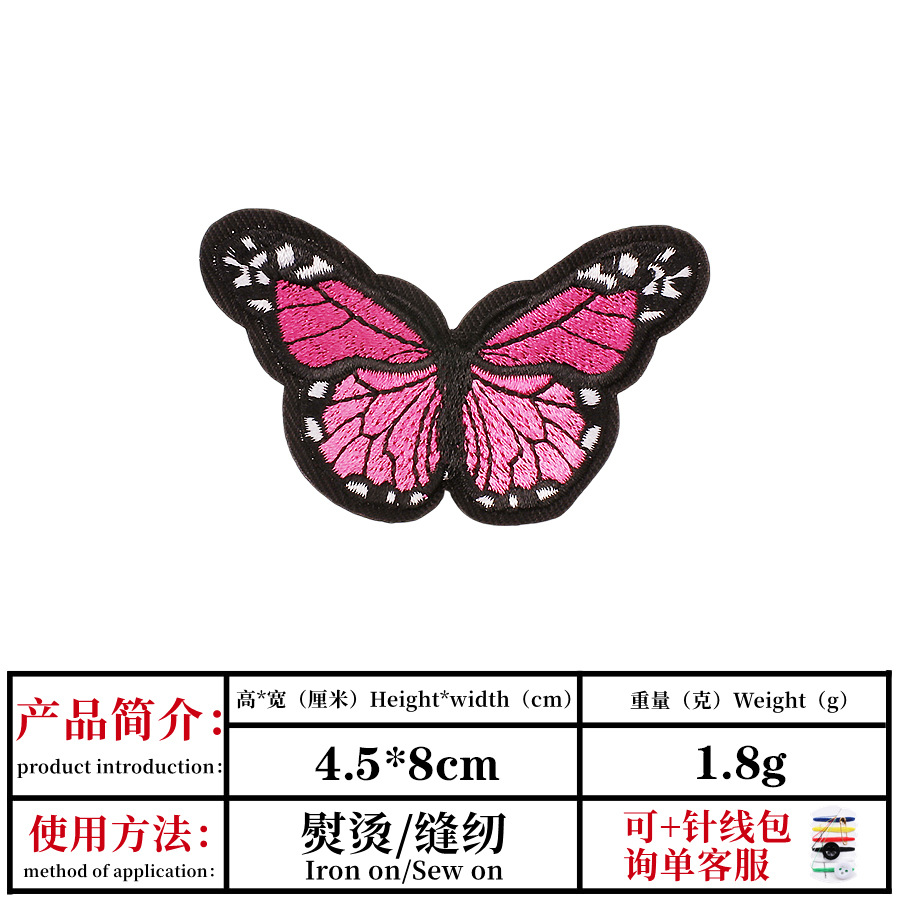 产品简介：
product introduction：
高*宽（厘米）Height*width（cm）
重量（克）Weight（g）
4.5*8cm
1.8g
使用方法：
method of application：
熨烫/缝纫
Iron on/Sew on
可+针线包
询单客服